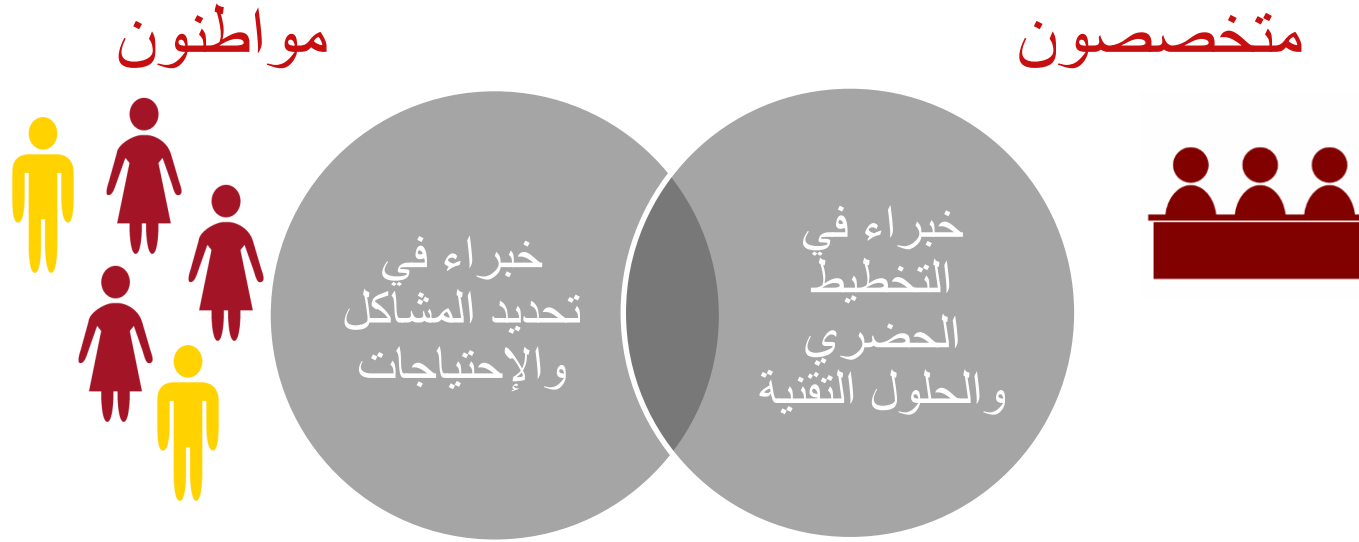 متخصصون
مواطنون
خبراء في
التخطيط
الحضري
والحلول التقنية
خبراء في
تحديد المشاكل
والإحتياجات